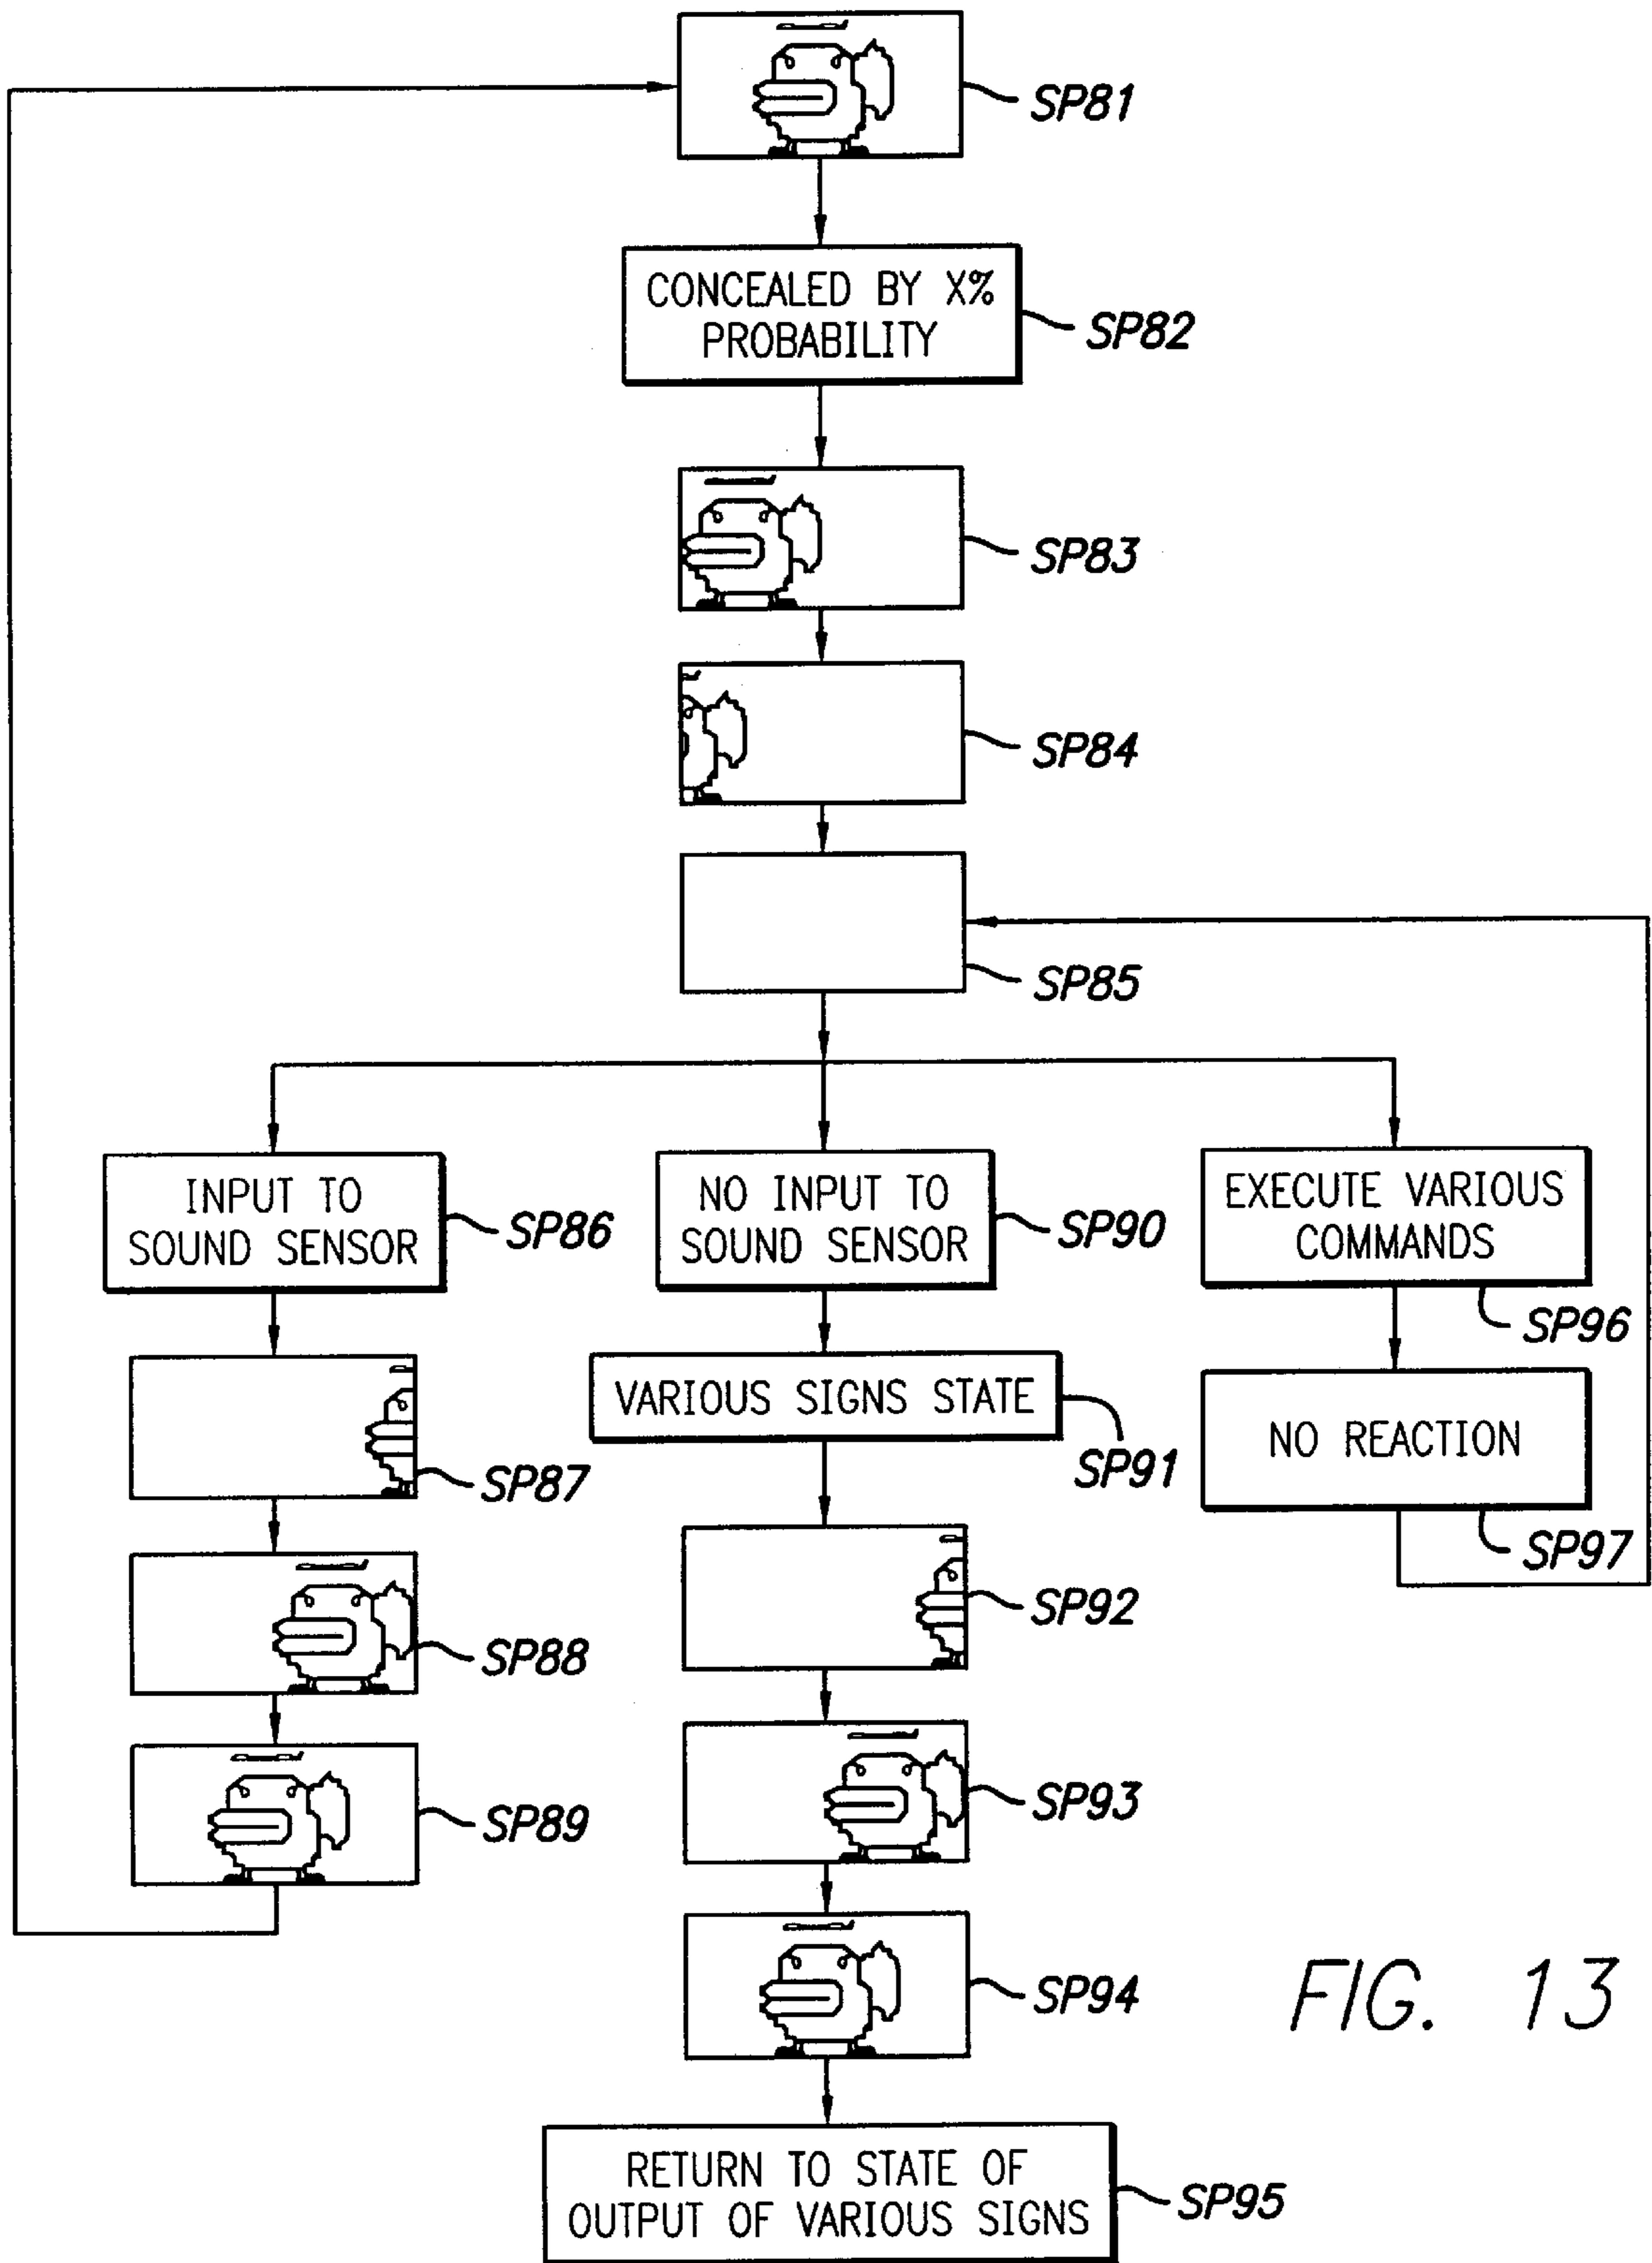 SP81
CONCEALED BY X%
PROBABILITY
SP82
SP83
SP84
SP85
INPUT TO
SOUND SENSOR
SP86
NO INPUT TO
SOUND SENSOR
SP90
EXECUTE VARIOUS
COMMANDS
SP96
VARIOUS SIGNS STATE
SP91
NO REACTION
SP97
SP87
SP92
SP88
SP93
SP89
SP94
RETURN TO STATE OF
OUTPUT OF VARIOUS SIGNS
SP95
FIG. 13